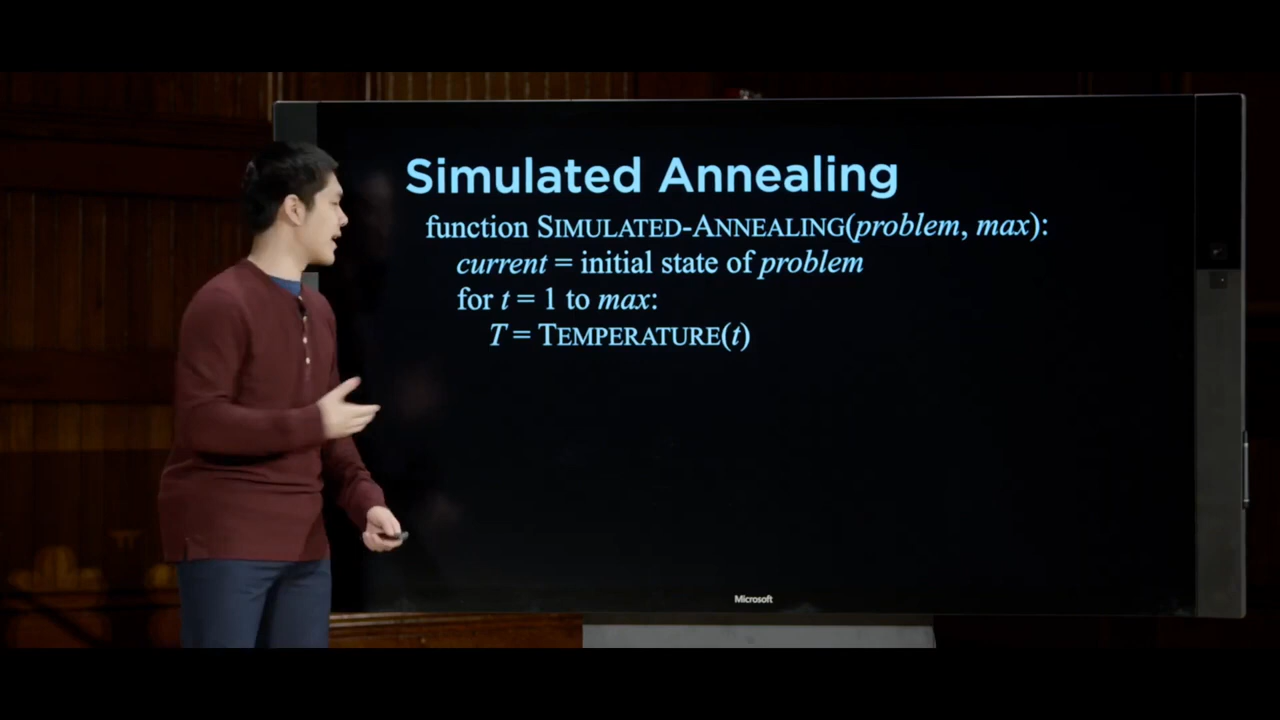 Simulated Annealing
function SIMULATED-ANNEALING(problem, max):
current = initial state of problem
for t = 1 to max:
T = TEMPERATURE(t)
Microsoft